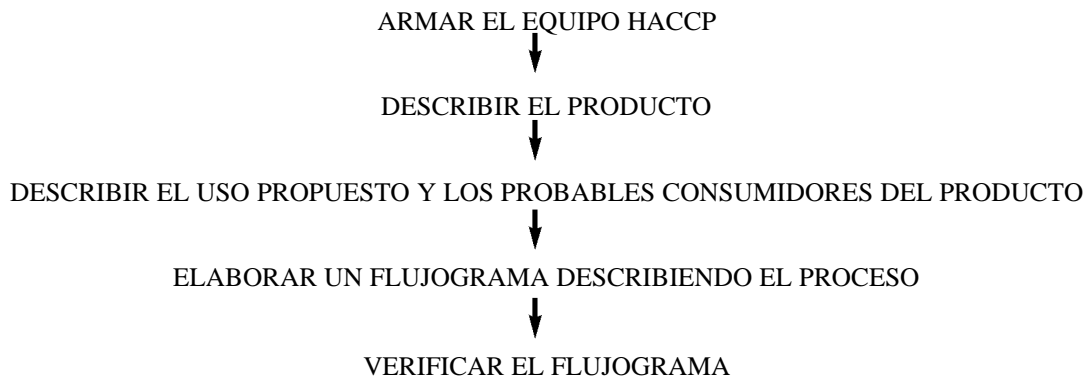 ARMAR EL EQUIPO HACCP
DESCRIBIR EL PRODUCTO
DESCRIBIR EL USO PROPUESTO Y LOS PROBABLES CONSUMIDORES DEL PRODUCTO
ELABORAR UN FLUJOGRAMA DESCRIBIENDO EL PROCESO
VERIFICAR EL FLUJOGRAMA